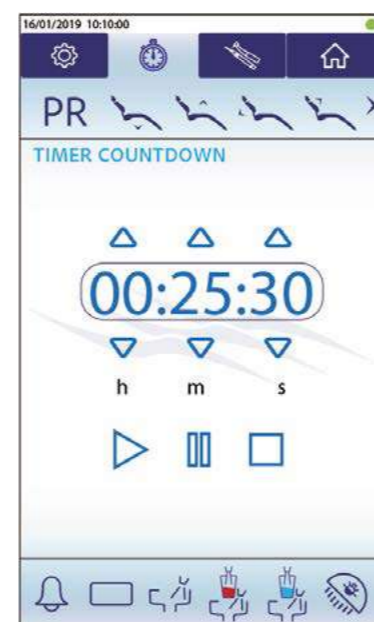 16/01/2019 10:10:00
PR
TIMER COUNTDOWN
00:25:30
h m s